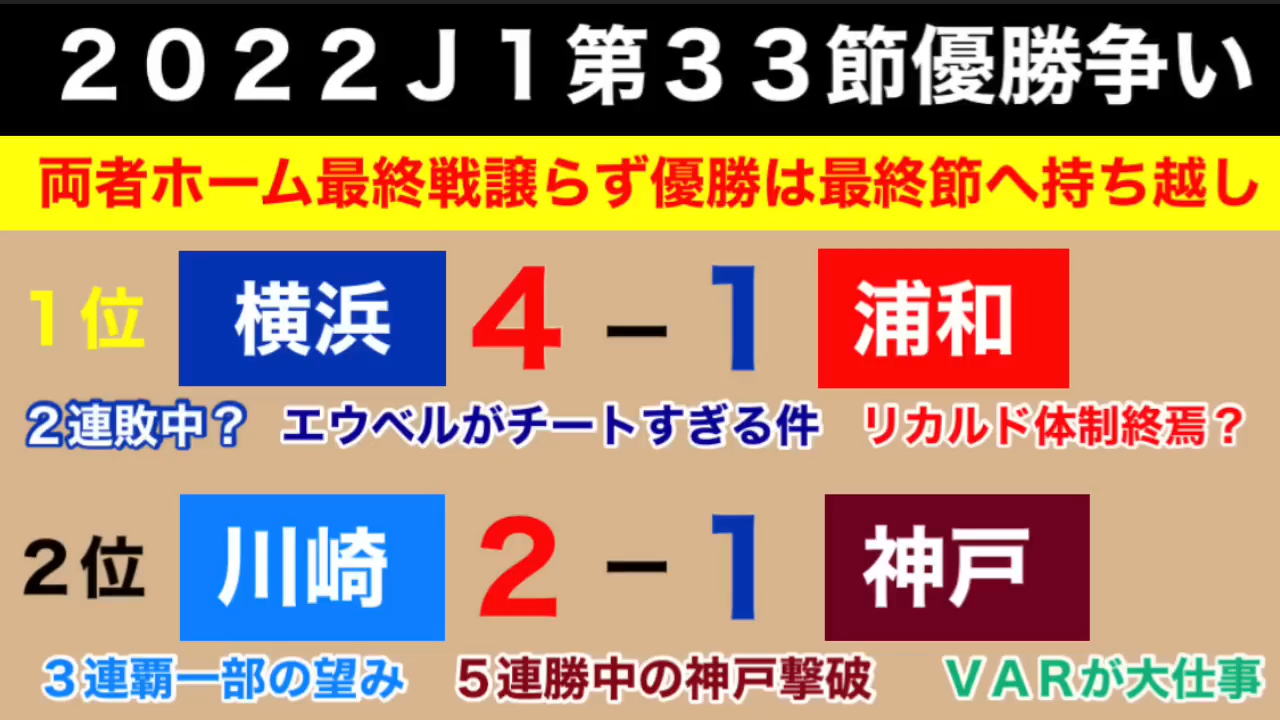 ２０２２Ｊ１第３３節優勝争い
両者ホーム最終戦譲らず優勝は最終節へ持ち越し
１位 横浜 4 － 1 浦和
２連敗中？ エウベルがチートすぎる件 リカルド体制終焉？
２位 川崎 2 － 1 神戸
３連覇一部の望み ５連勝中の神戸撃破 ＶＡＲが大仕事